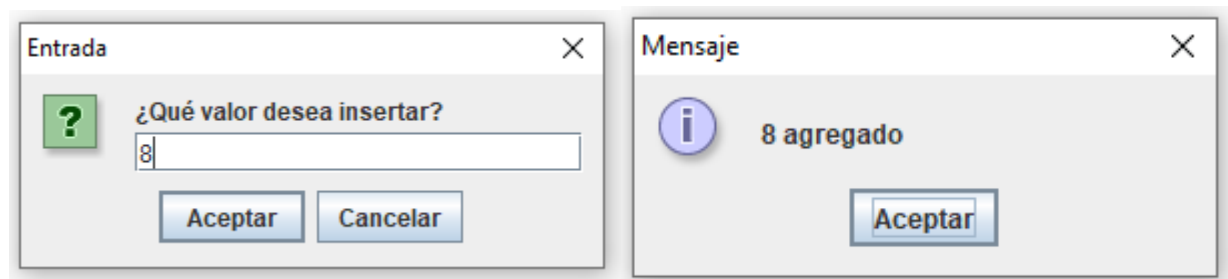 Entrada
¿Qué valor desea insertar?
8
Aceptar Cancelar
Mensaje
8 agregado
Aceptar